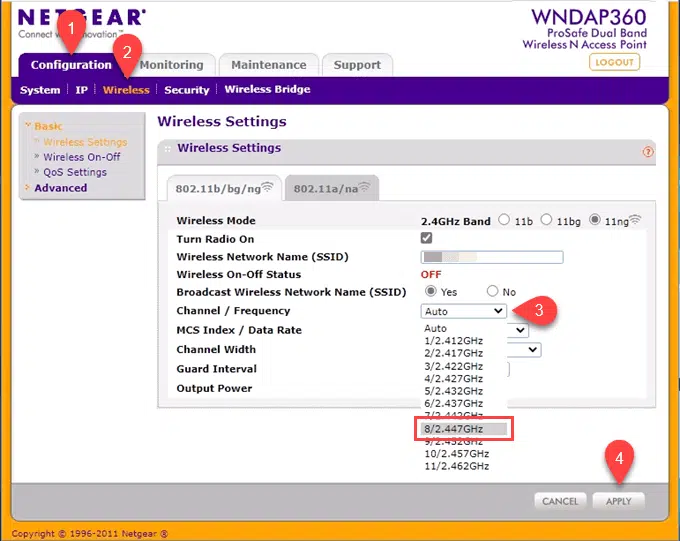 NETGEAR®
WNDAP360
ProSafe Dual Band
Wireless N Access Point
LOGOUT
1
2
Configuration Monitoring Maintenance Support
System IP Wireless Security Wireless Bridge
Basic
Wireless Settings
Wireless On-Off
QoS Settings
Advanced
Wireless Settings
Wireless Settings
?
802.11b/bg/ng 802.11a/na
Wireless Mode 2.4GHz Band 11b 11bg 11ng
Turn Radio On
Wireless Network Name (SSID)
Wireless On-Off Status OFF
Broadcast Wireless Network Name (SSID) Yes No
Channel / Frequency Auto 3
MCS Index / Data Rate
Channel Width
Guard Interval
Output Power
Auto
1/2.412GHz
2/2.417GHz
3/2.422GHz
4/2.427GHz
5/2.432GHz
6/2.437GHz
7/2.442GHz
8/2.447GHz
9/2.452GHz
10/2.457GHz
11/2.462GHz
4
CANCEL APPLY
Copyright © 1996-2011 Netgear ®